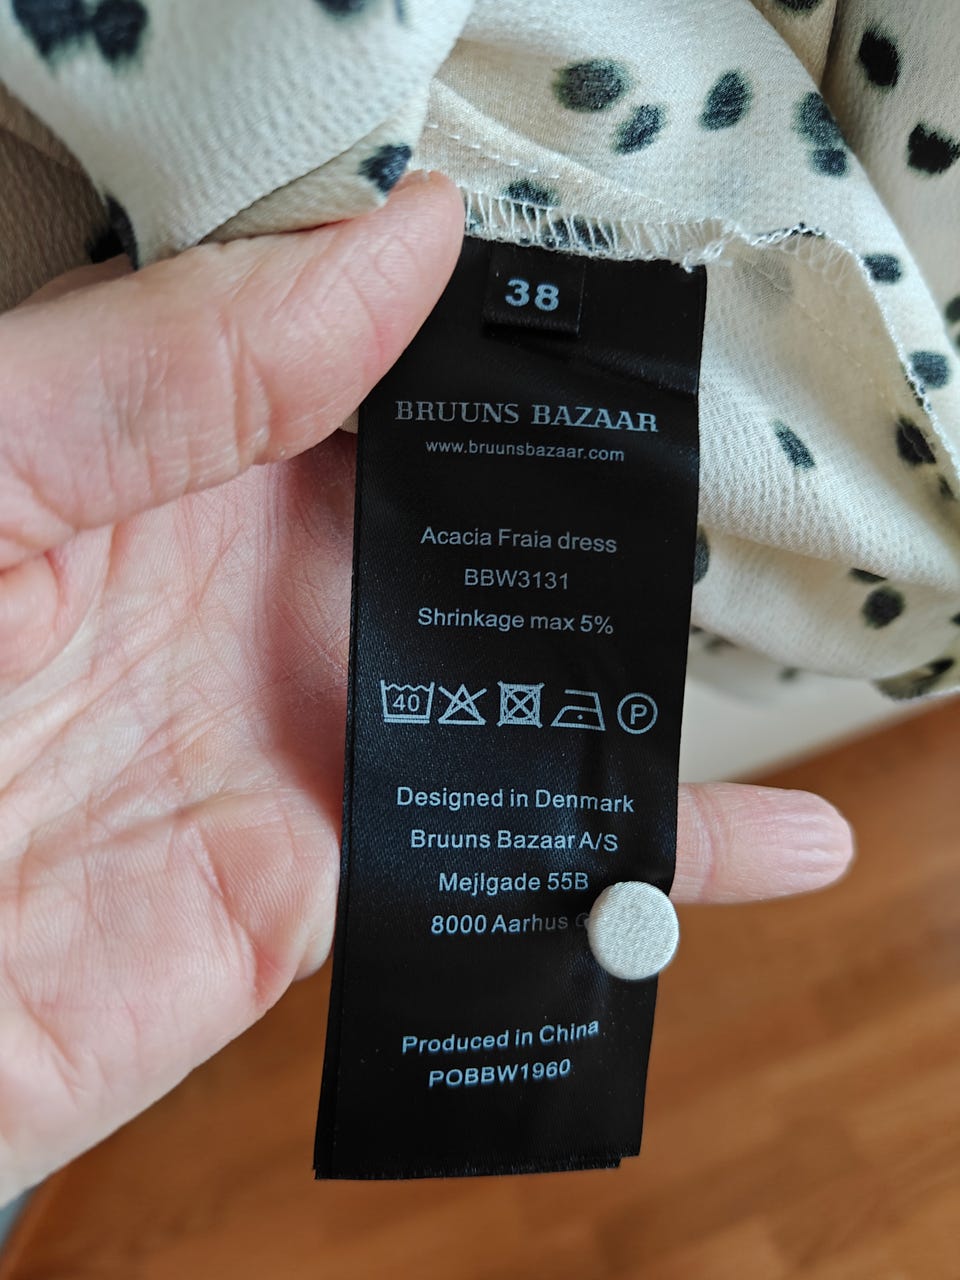 38
BRUUNS BAZAAR
www.bruunsbazaar.com
Acacia Fraia dress
BBW3131
Shrinkage max 5%
40 P
Designed in Denmark
Bruuns Bazaar A/S
Mejlgade 55B
8000 Aarhus
Produced in China
POBBW1960